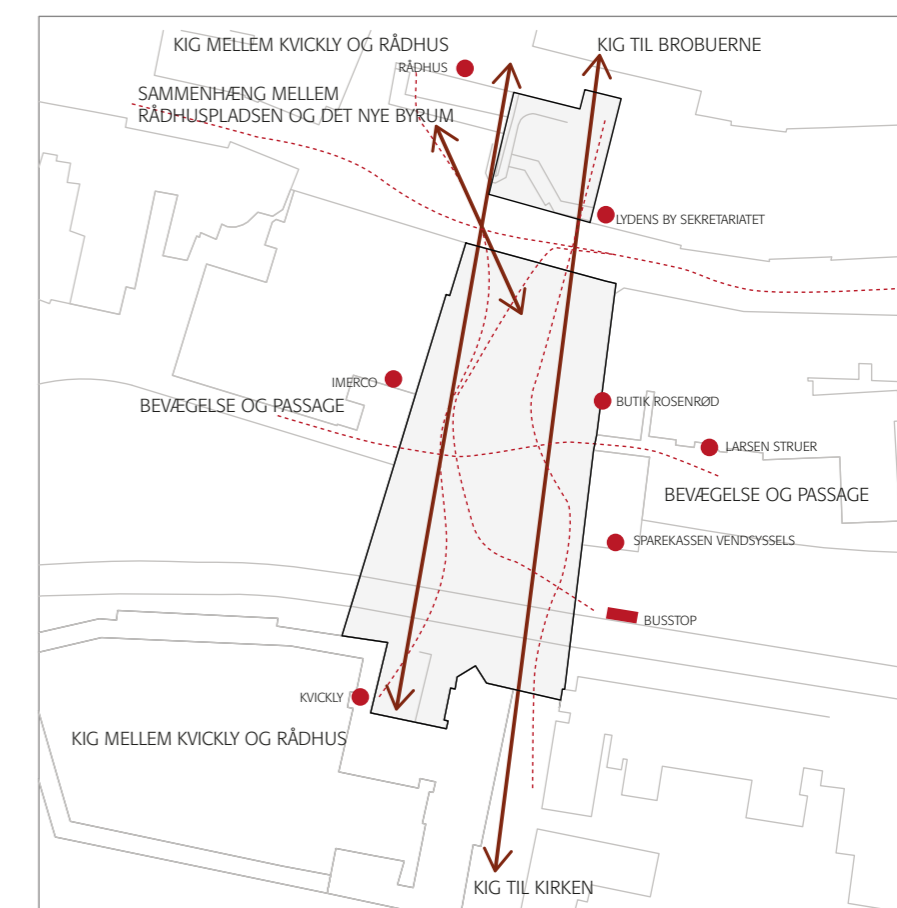 KIG MELLEM KVICKLY OG RÅDHUS
KIG TIL BROBUERNE
RÅDHUS
SAMMENHÆNG MELLEM
RÅDHUSPLADSEN OG DET NYE BYRUM
LYDENS BY SEKRETARIATET
IMERCO
BEVÆGELSE OG PASSAGE
BUTIK ROSENRØD
LARSEN STRUER
BEVÆGELSE OG PASSAGE
SPAREKASSEN VENDSYSSELS
BUSSTOP
KVICKLY
KIG MELLEM KVICKLY OG RÅDHUS
KIG TIL KIRKEN